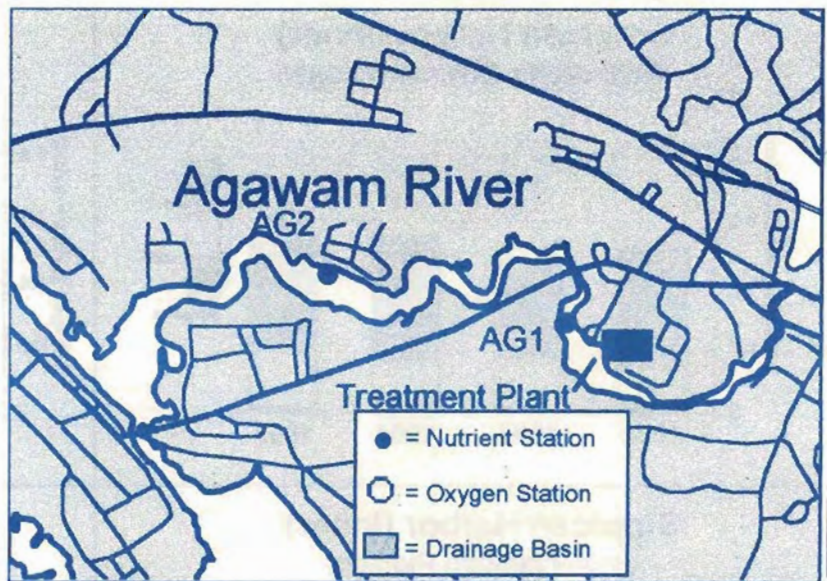 Agawam River
AG2
AG1
Treatment Plant
= Nutrient Station
= Oxygen Station
= Drainage Basin